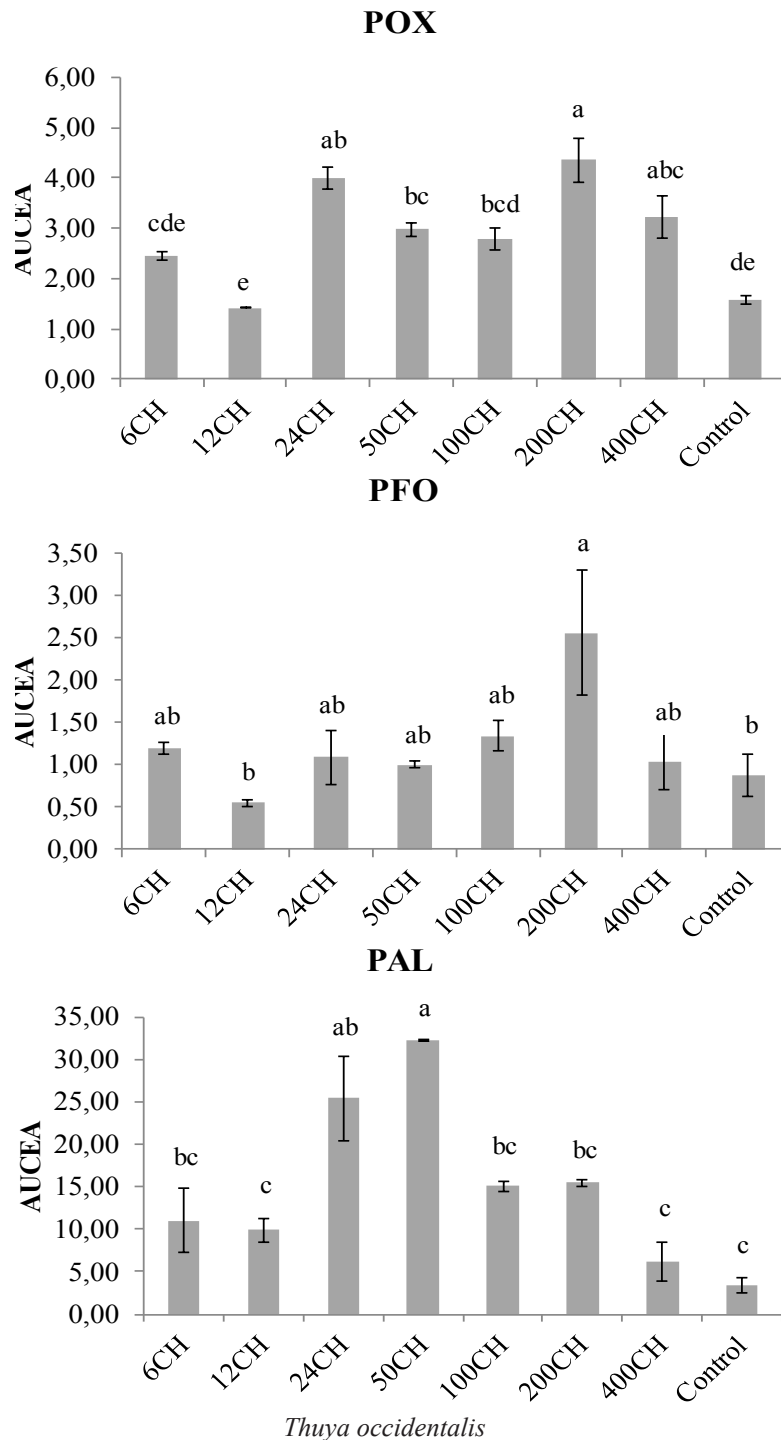 POX
6,00
5,00
4,00
3,00
2,00
1,00
0,00
AUCEA
cde
e
ab
bc
bcd
a
abc
de
6CH
12CH
24CH
50CH
100CH
200CH
400CH
Control
PFO
3,50
3,00
2,50
2,00
1,50
1,00
0,50
0,00
AUCEA
ab
b
ab
ab
ab
a
ab
b
6CH
12CH
24CH
50CH
100CH
200CH
400CH
Control
PAL
35,00
30,00
25,00
20,00
15,00
10,00
5,00
0,00
AUCEA
bc
c
ab
a
bc
bc
c
c
6CH
12CH
24CH
50CH
100CH
200CH
400CH
Control
Thuya occidentalis